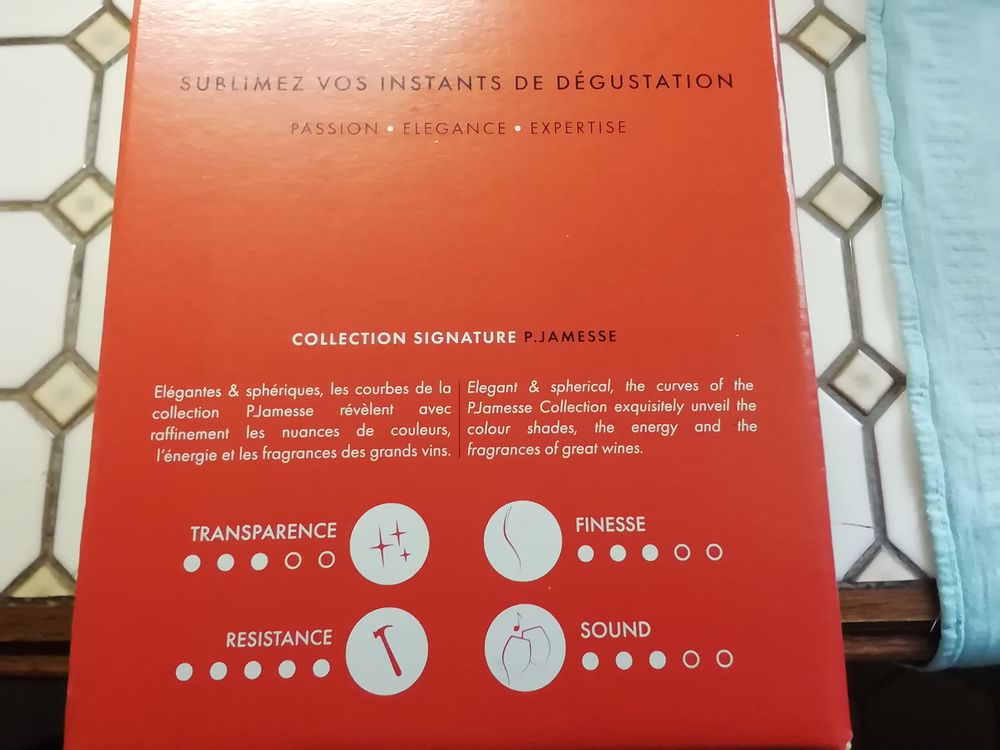 SUBLIMEZ VOS INSTANTS DE DÉGUSTATION
PASSION • ELEGANCE • EXPERTISE
COLLECTION SIGNATURE P.JAMESSE
Elégantes & sphériques, les courbes de la
collection P.Jamesse révèlent avec
raffinement les nuances de couleurs,
l'énergie et les fragrances des grands vins.
Elegant & spherical, the curves of the
P.Jamesse Collection exquisitely unveil the
colour shades, the energy and the
fragrances of great wines.
TRANSPARENCE
FINESSE
RESISTANCE
SOUND